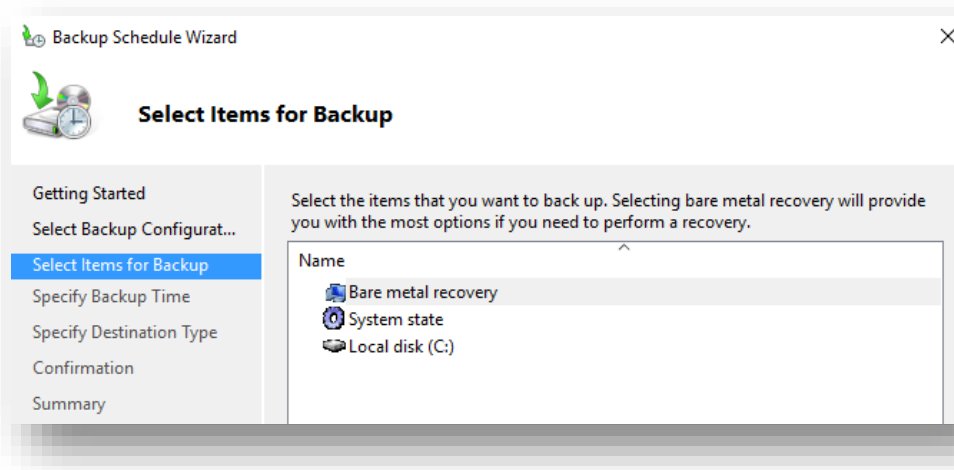 Backup Schedule Wizard
Select Items for Backup
Getting Started
Select Backup Configurat...
Select Items for Backup
Specify Backup Time
Specify Destination Type
Confirmation
Summary
Select the items that you want to back up. Selecting bare metal recovery will provide
you with the most options if you need to perform a recovery.
Name
Bare metal recovery
System state
Local disk (C:)